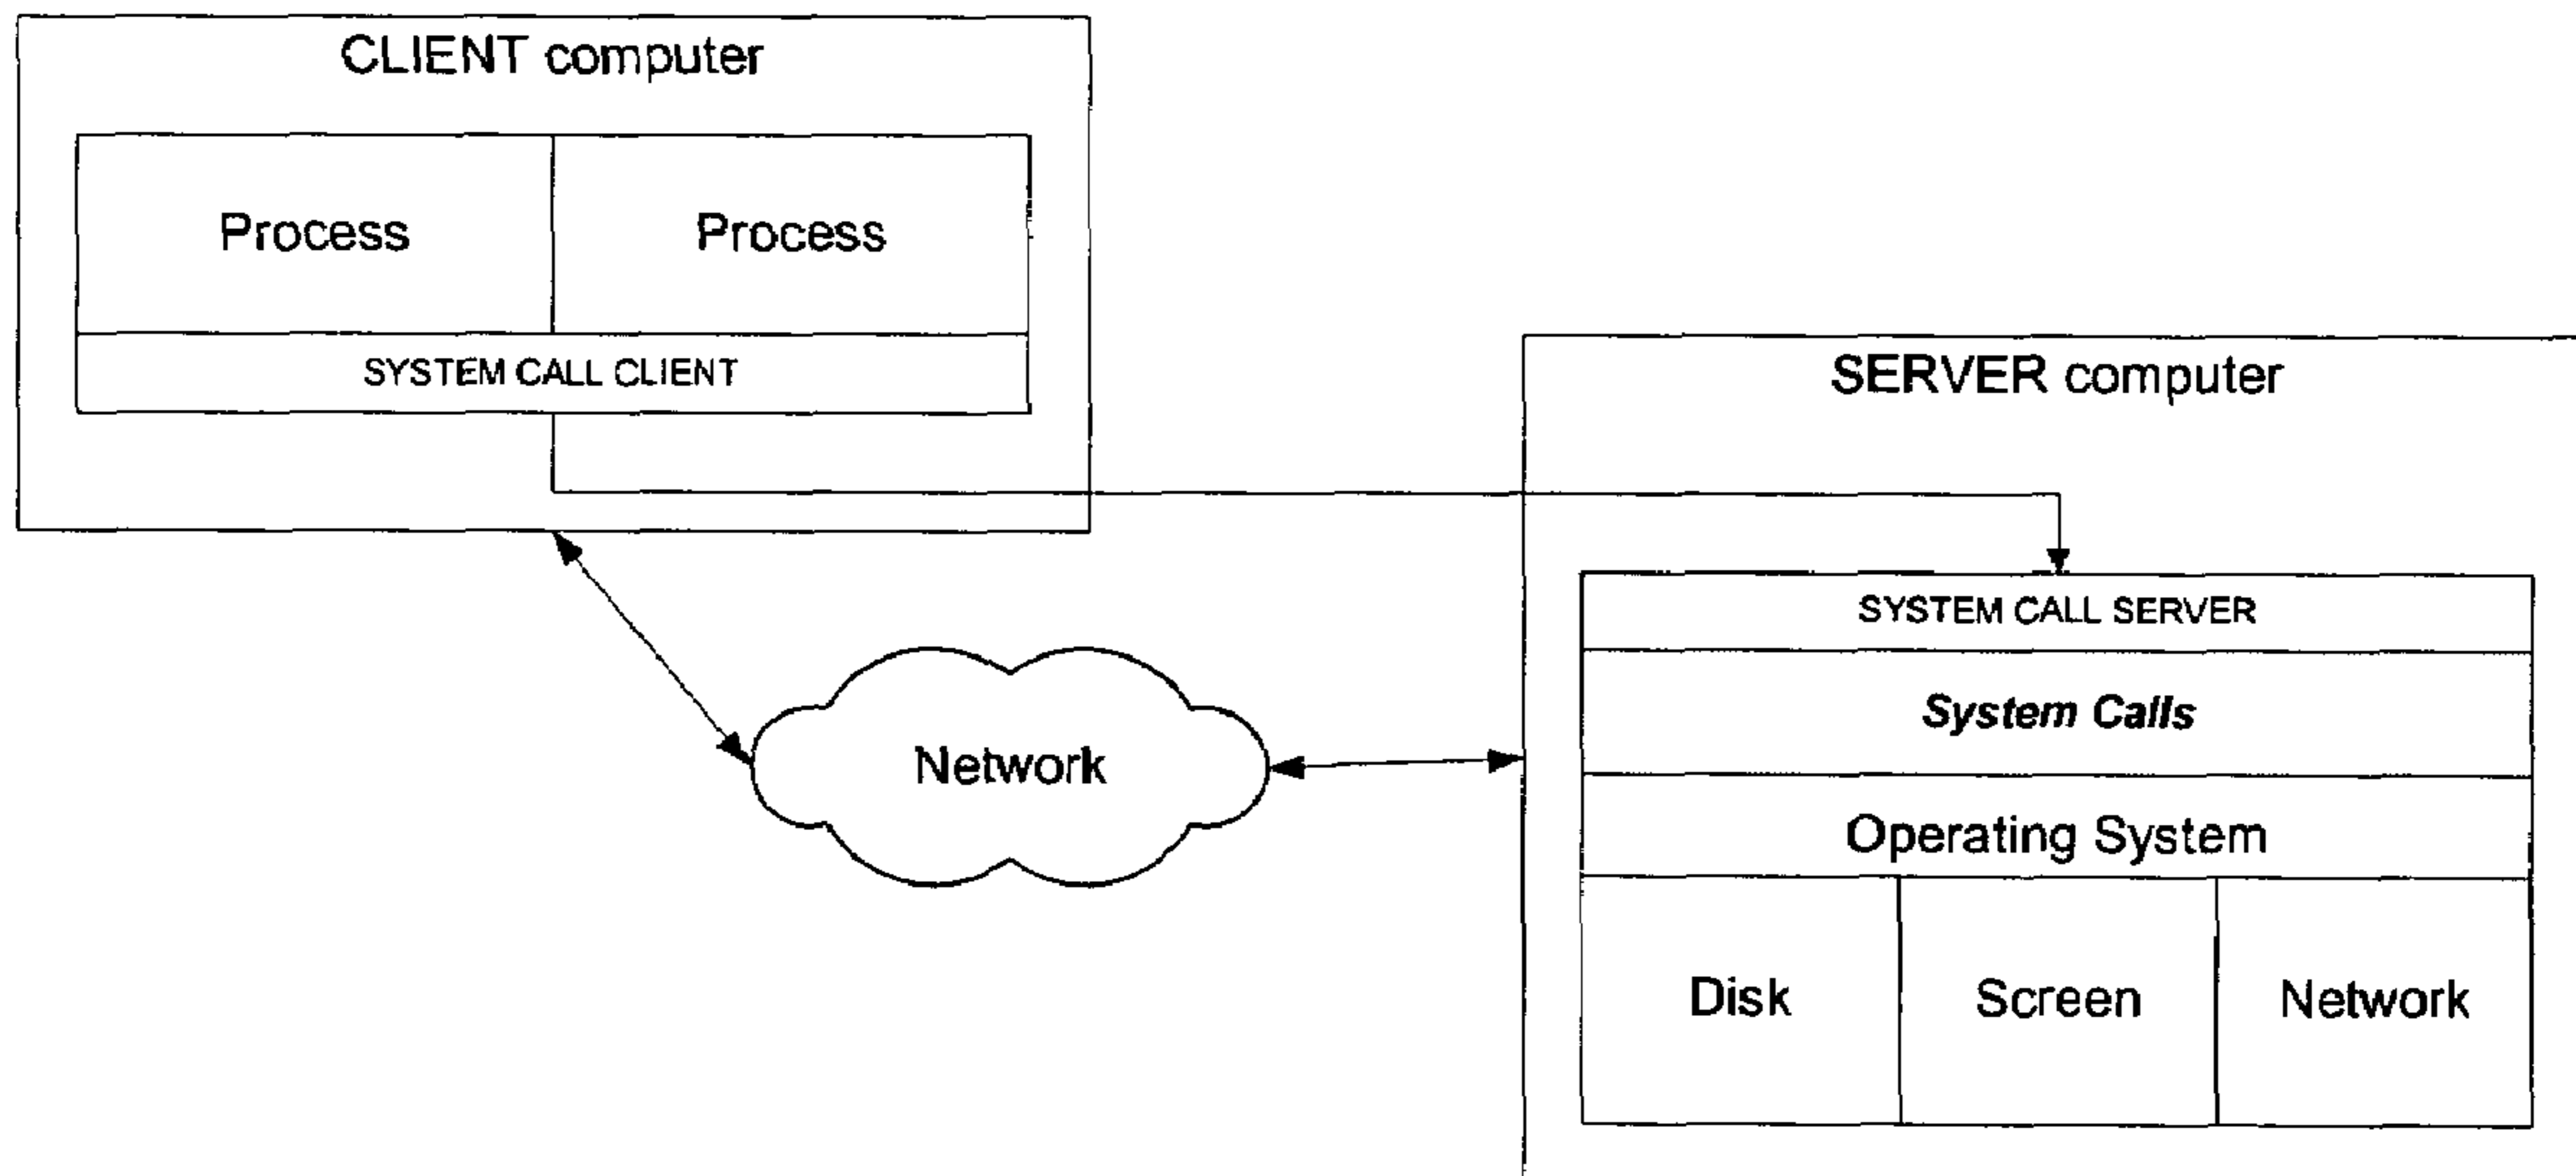 CLIENT computer
Process
Process
SYSTEM CALL CLIENT
SERVER computer
SYSTEM CALL SERVER
System Calls
Network
Operating System
Disk
Screen
Network